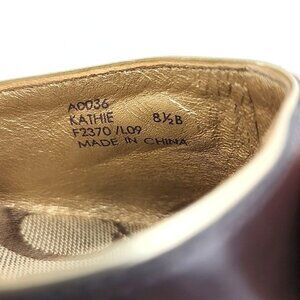 A0036
KATHIE 8½B
F2370 /L09
MADE IN CHINA